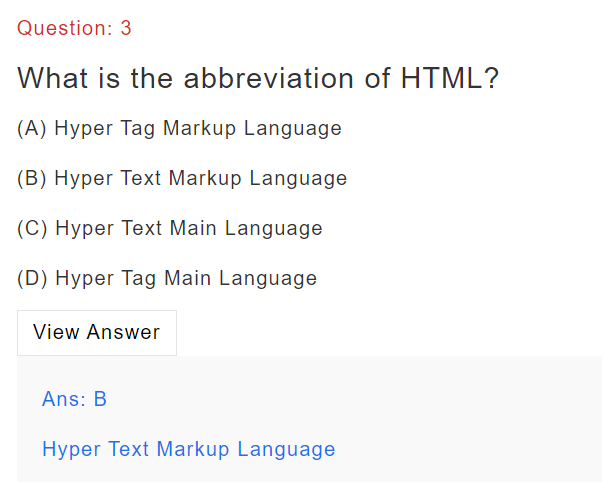 Question: 3
What is the abbreviation of HTML?
(A) Hyper Tag Markup Language
(B) Hyper Text Markup Language
(C) Hyper Text Main Language
(D) Hyper Tag Main Language
View Answer
Ans: B
Hyper Text Markup Language